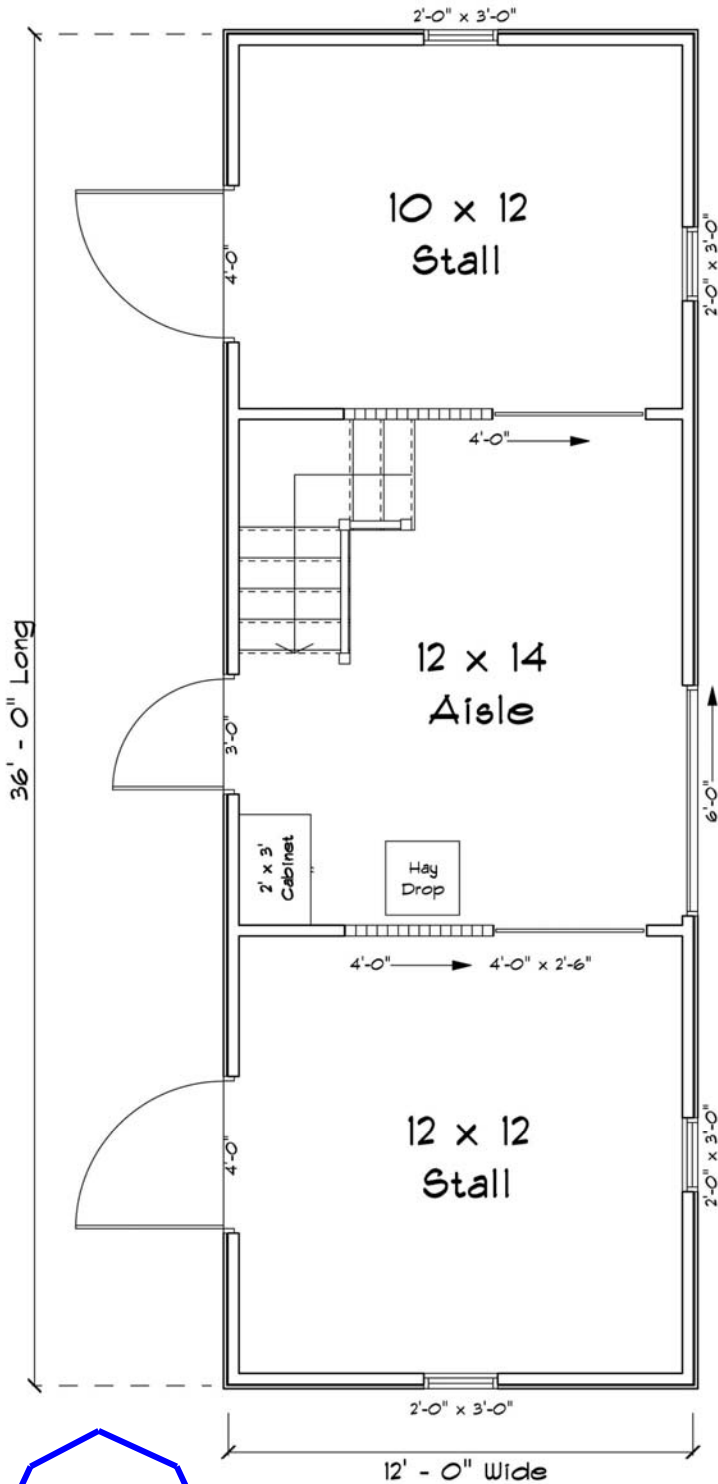 2'-0" x 3'-0"
10 x 12
Stall
4'-0"
2'-0" x 3'-0"
4'-0"
36' - 0" Long
12 x 14
Aisle
3'-0"
6'-0"
2' x 3'
Cabinet
Hay
Drop
4'-0"
4'-0" x 2'-6"
12 x 12
Stall
4'-0"
2'-0" x 3'-0"
2'-0" x 3'-0"
12' - 0" Wide